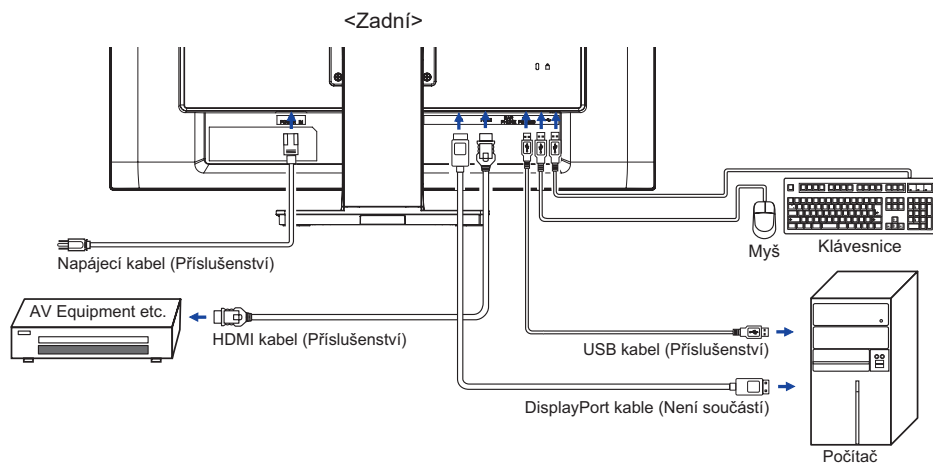 <Zadní>
Napájecí kabel (Příslušenství)
AV Equipment etc.
HDMI kabel (Příslušenství)
Myš
Klávesnice
USB kabel (Příslušenství)
DisplayPort kable (Není součástí)
Počítač